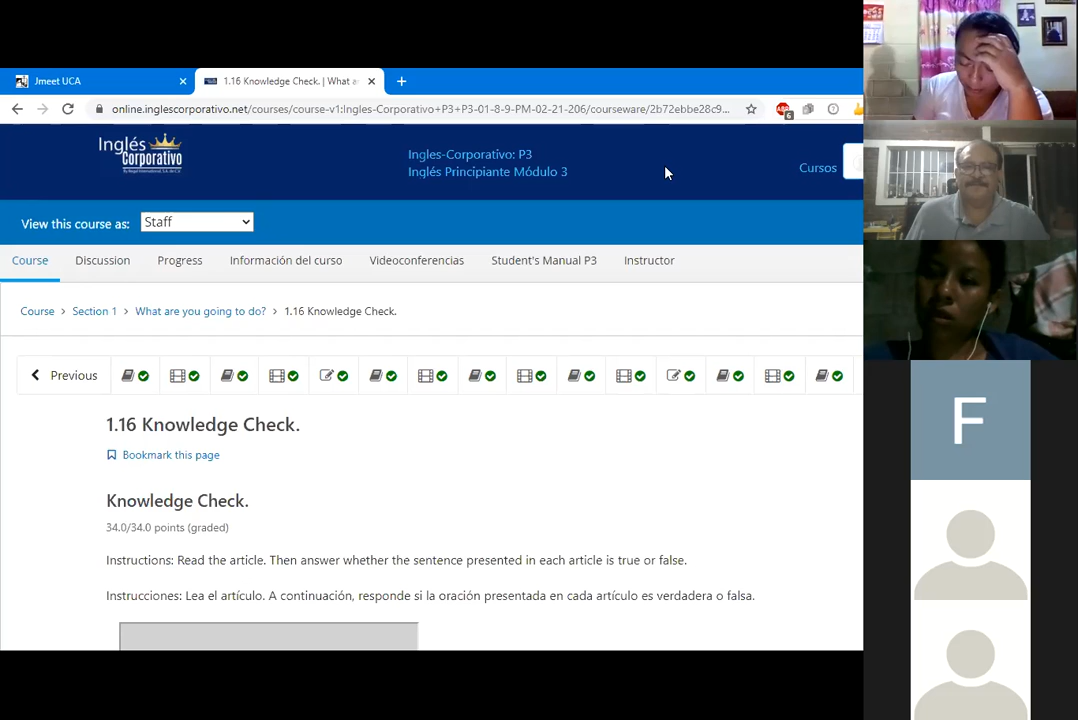 Jmeet UCA
1.16 Knowledge Check. | What a
online.inglescorporativo.net/courses/course-v1:Ingles-Corporativo+P3+P3-01-8-9-PM-02-21-206/courseware/2b72ebbe28c9...
6
Inglés
Corporativo
Ingles-Corporativo: P3
Inglés Principiante Módulo 3
Cursos
View this course as: Staff
Course Discussion Progress Información del curso Videoconferencias Student's Manual P3 Instructor
Course > Section 1 > What are you going to do? > 1.16 Knowledge Check.
Previous
1.16 Knowledge Check.
Bookmark this page
Knowledge Check.
34.0/34.0 points (graded)
Instructions: Read the article. Then answer whether the sentence presented in each article is true or false.
Instrucciones: Lea el artículo. A continuación, responde si la oración presentada en cada artículo es verdadera o falsa.
F